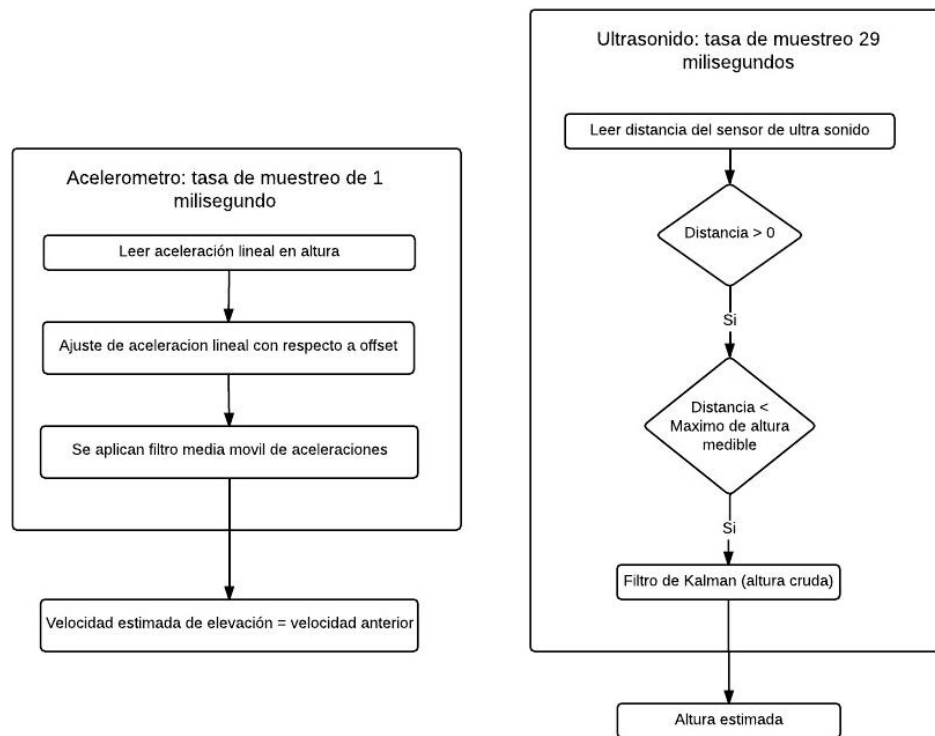 Acelerometro: tasa de muestreo de 1
milisegundo
Leer aceleración lineal en altura
Ajuste de aceleracion lineal con respecto a offset
Se aplican filtro media movil de aceleraciones
Velocidad estimada de elevación = velocidad anterior
Ultrasonido: tasa de muestreo 29
milisegundos
Leer distancia del sensor de ultra sonido
Distancia > 0
Si
Distancia <
Maximo de altura
medible
Si
Filtro de Kalman (altura cruda)
Altura estimada